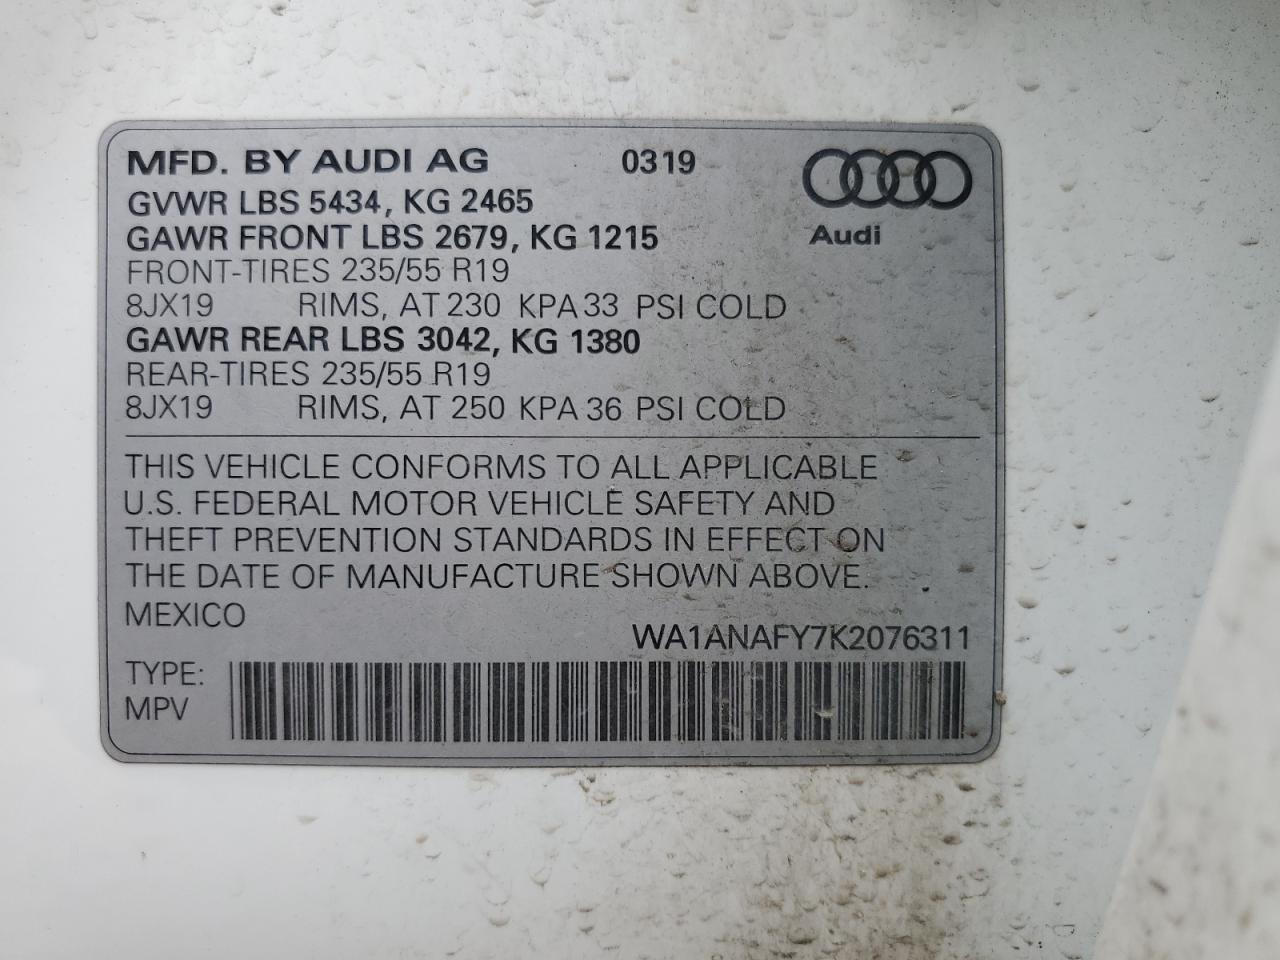 MFD. BY AUDI AG 0319
GVWR LBS 5434, KG 2465
GAWR FRONT LBS 2679, KG 1215
Audi
FRONT-TIRES 235/55 R19
8JX19 RIMS, AT 230 KPA 33 PSI COLD
GAWR REAR LBS 3042, KG 1380
REAR-TIRES 235/55 R19
8JX19 RIMS, AT 250 KPA 36 PSI COLD
THIS VEHICLE CONFORMS TO ALL APPLICABLE
U.S. FEDERAL MOTOR VEHICLE SAFETY AND
THEFT PREVENTION STANDARDS IN EFFECT ON
THE DATE OF MANUFACTURE SHOWN ABOVE.
MEXICO
WA1ANAFY7K2076311
TYPE:
MPV